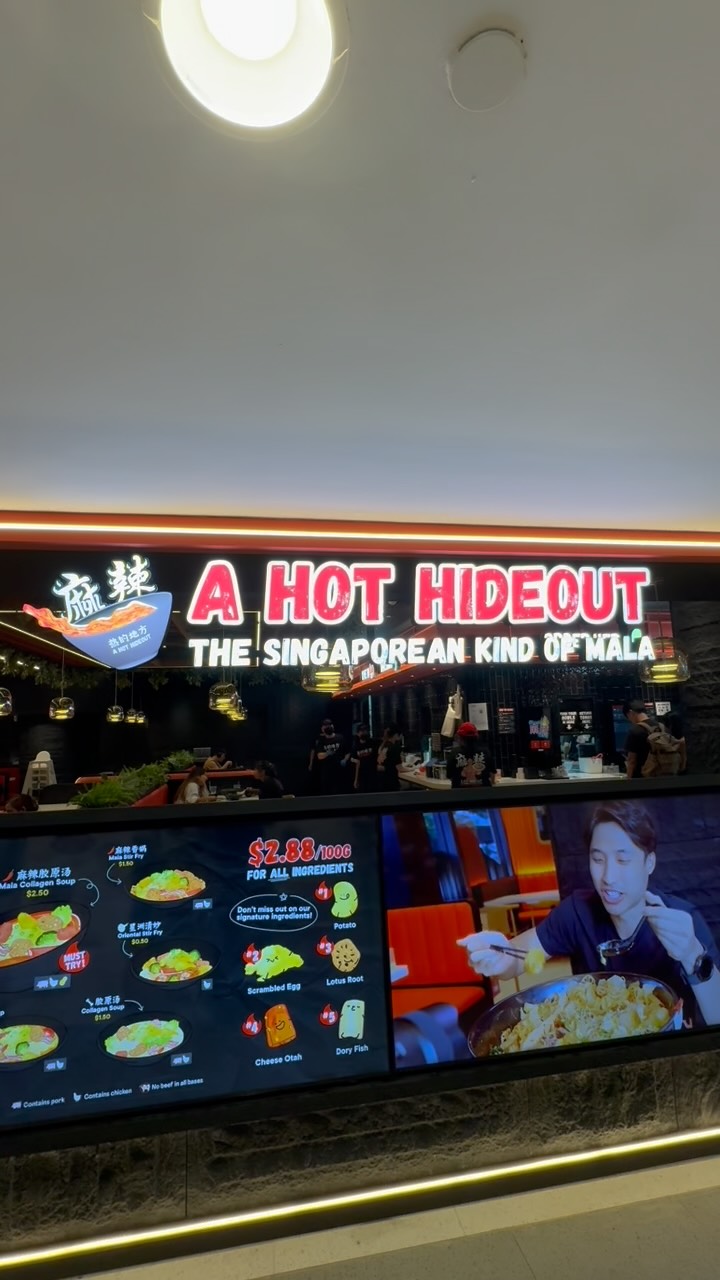 麻辣
热的地方
A HOT HIDEOUT
A HOT HIDEOUT
THE SINGAPOREAN KIND OF MALA
麻辣胶原汤
Mala Collagen Soup
$2.50
MUST TRY!
麻辣香锅
Mala Stir Fry
$1.50
星洲清炒
Oriental Stir Fry
$0.50
胶原汤
Collagen Soup
$1.50
Contains pork
Contains chicken
No beef in all bases
$2.88/100G
FOR ALL INGREDIENTS
Don't miss out on our
signature ingredients!
#1
Potato
#2
Scrambled Egg
#3
Lotus Root
#4
Cheese Otah
#5
Dory Fish